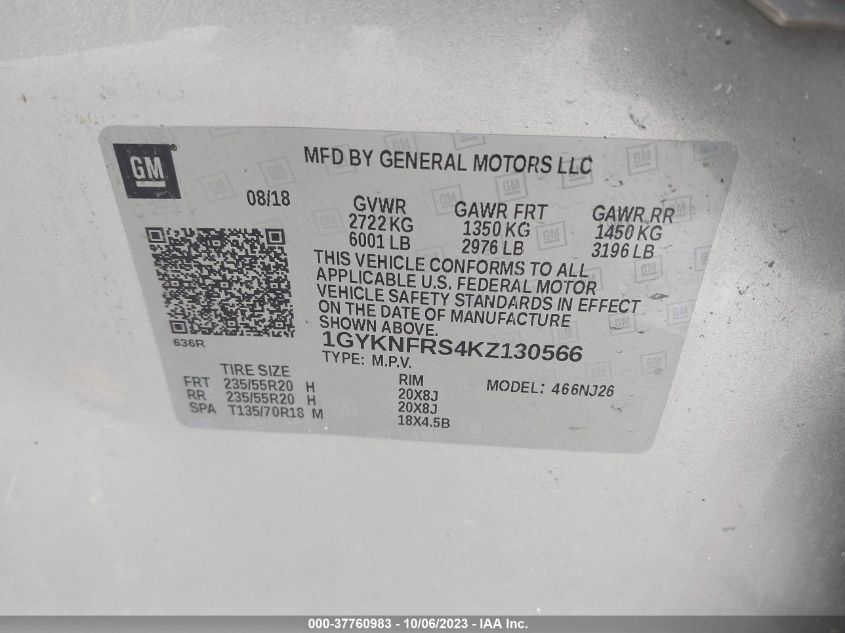 GM
MFD BY GENERAL MOTORS LLC
08/18
GVWR GAWR FRT GAWR RR
2722 KG 1350 KG 1450 KG
6001 LB 2976 LB 3196 LB
THIS VEHICLE CONFORMS TO ALL
APPLICABLE U.S. FEDERAL MOTOR
VEHICLE SAFETY STANDARDS IN EFFECT
ON THE DATE OF MANUFACTURE
SHOWN ABOVE.
636R
1GYKNFRS4KZ130566
TYPE: M.P.V.
TIRE SIZE RIM MODEL: 466NJ26
FRT 235/55R20 H 20X8J
RR 235/55R20 H 20X8J
SPA T135/70R18 M 18X4.5B
000-37760983 - 10/06/2023 - IAA Inc.